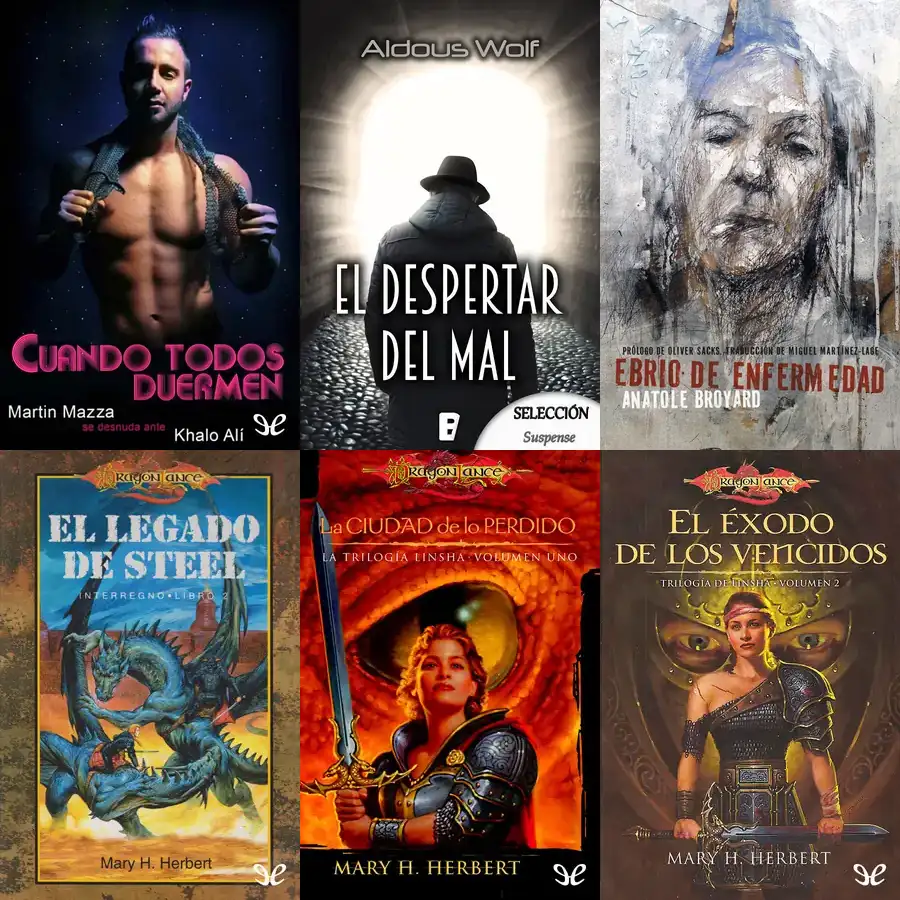 CUANDO TODOS
DUERMEN
Martin Mazza
se desnuda ante
Khalo Alí
Aldous Wolf
EL DESPERTAR
DEL MAL
B
SELECCIÓN
Suspense
PRÓLOGO DE OLIVER SACKS. TRADUCCIÓN DE MIGUEL MARTÍNEZ-LAGE
EBRIO DE ENFERMEDAD
ANATOLE BROYARD
DRAGONLANCE
EL LEGADO
DE STEEL
INTERREGNO • LIBRO 2
Mary H. Herbert
DRAGONLANCE
La CIUDAD de lo PERDIDO
LA TRILOGÍA LINSHA • VOLUMEN UNO
MARY H. HERBERT
DRAGONLANCE
EL ÉXODO
DE LOS VENCIDOS
TRILOGÍA DE LINSHA • VOLUMEN 2
MARY H. HERBERT